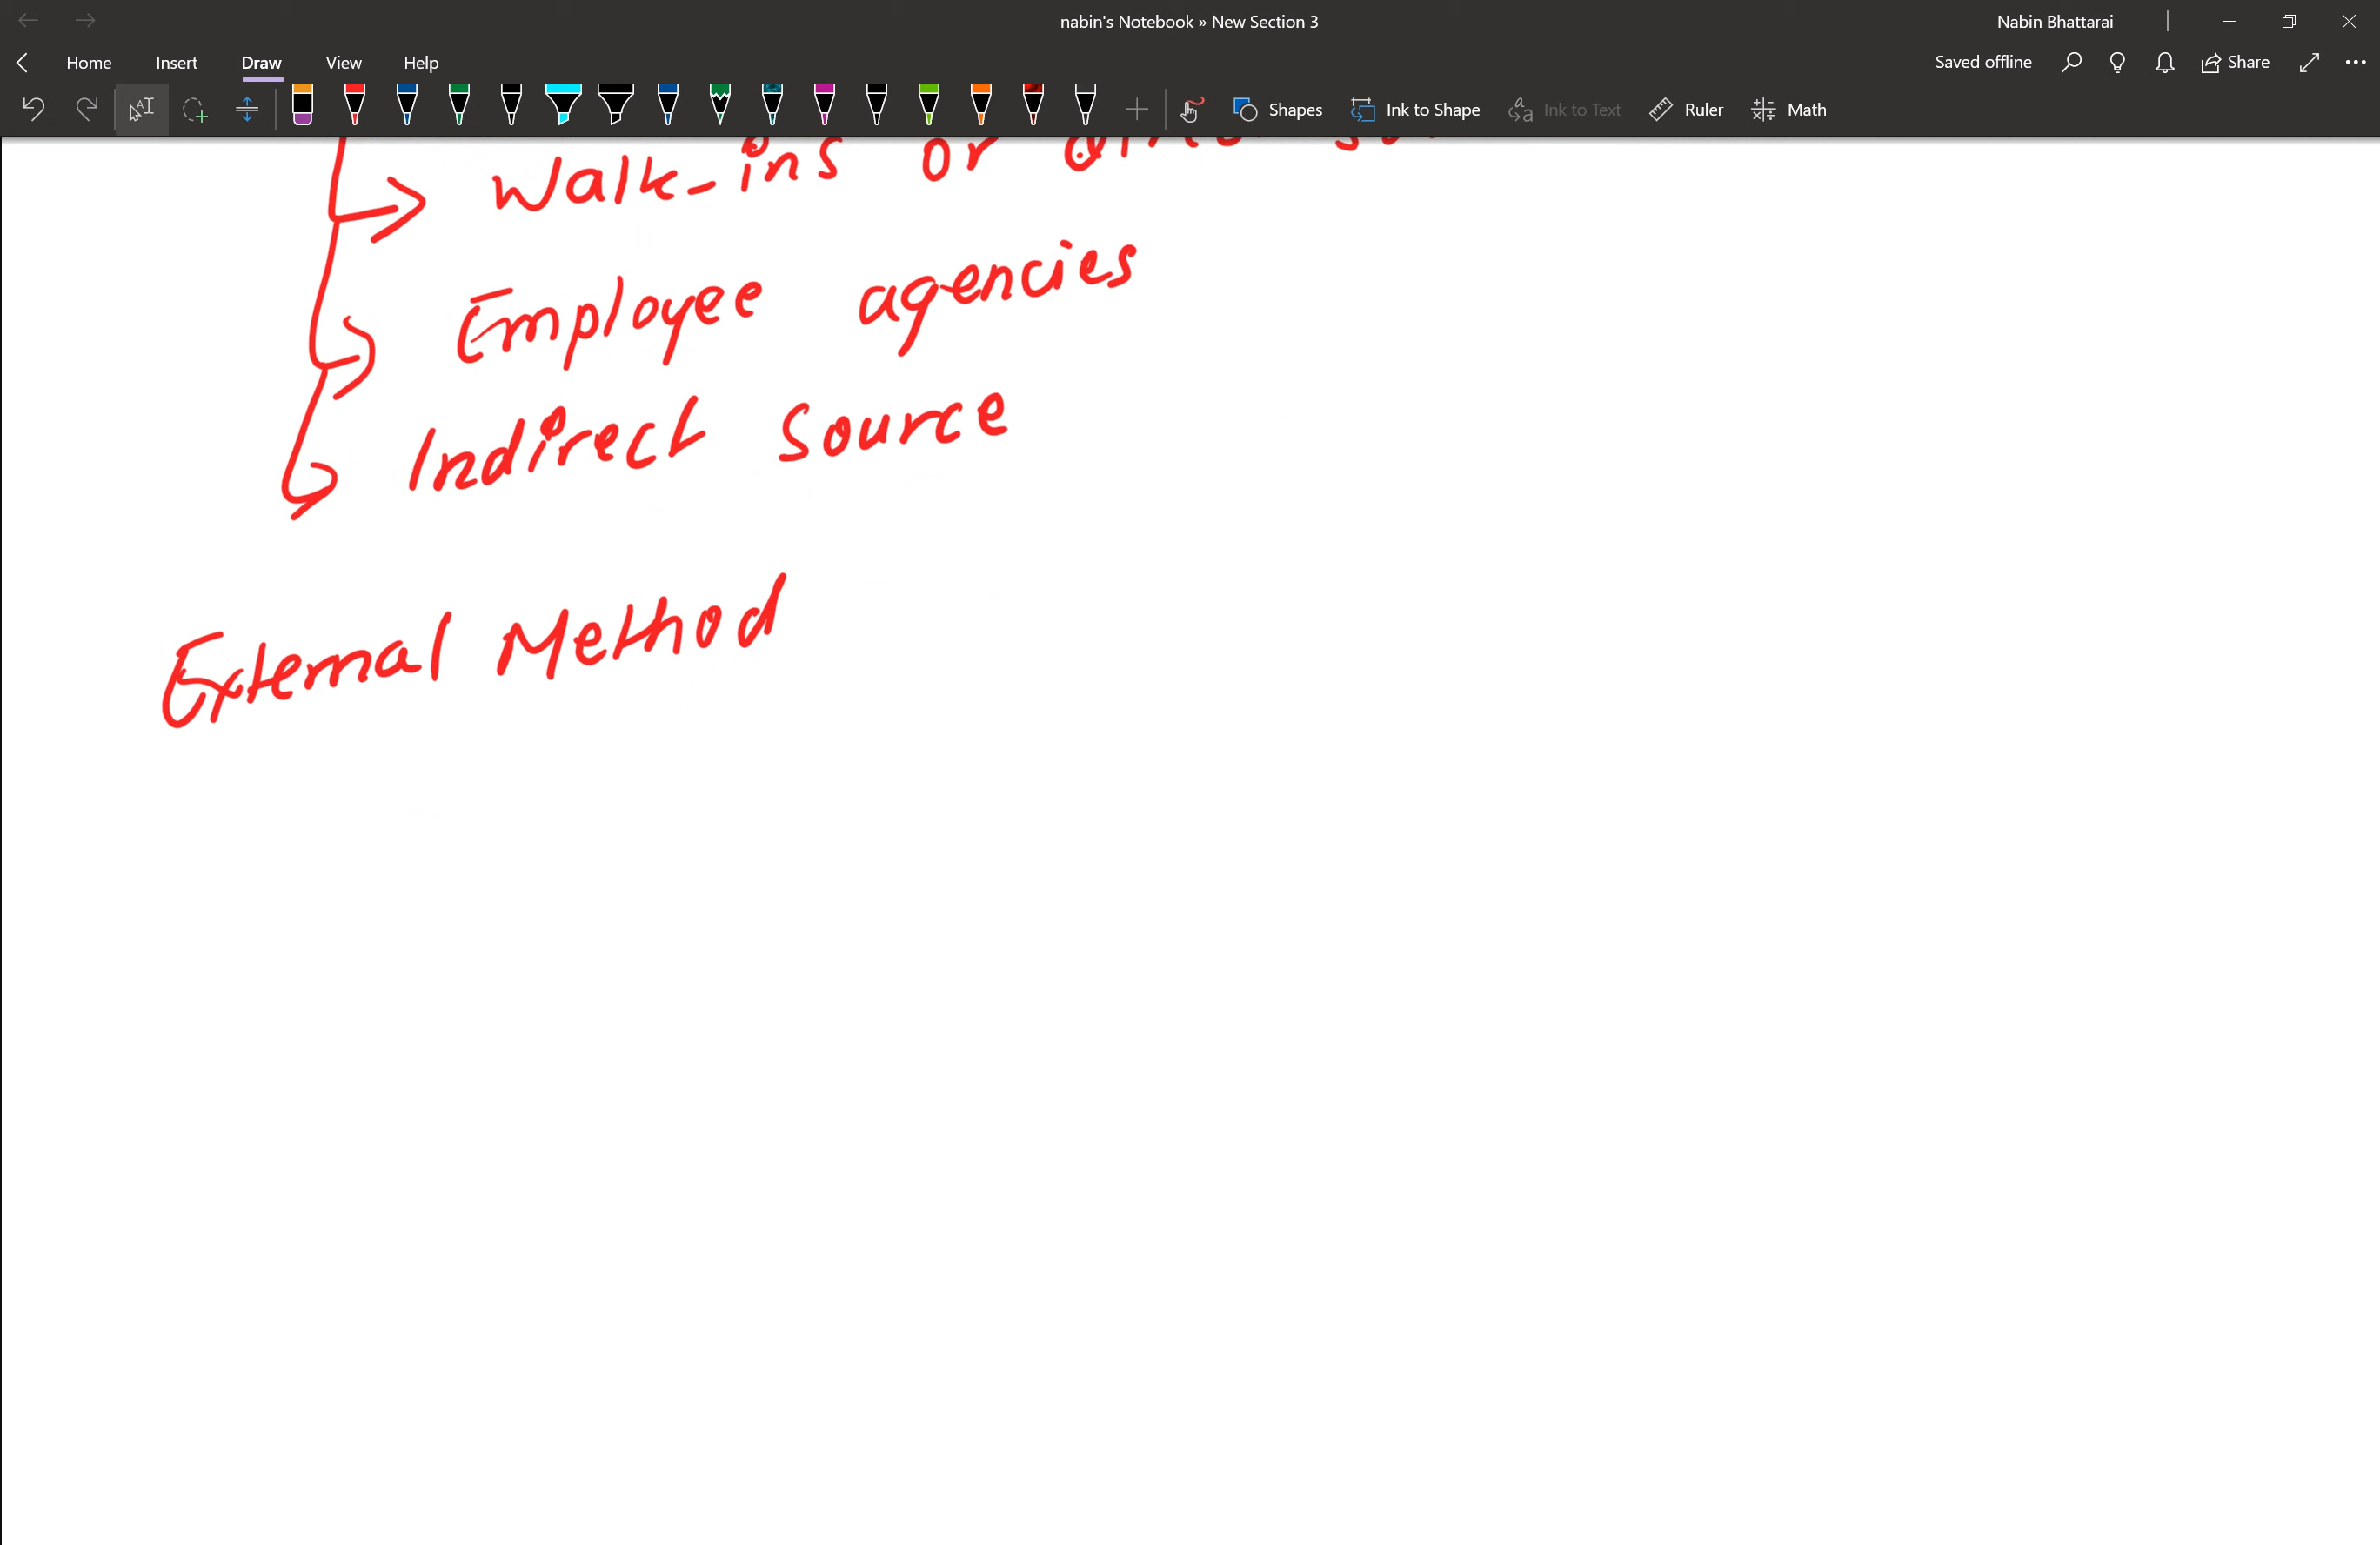 nabin's Notebook » New Section 3
Nabin Bhattarai
Home Insert Draw View Help
Saved offline Share
Shapes Ink to Shape Ink to Text Ruler Math
Walk-ins or
Employee agencies
Indirect Source
External Method